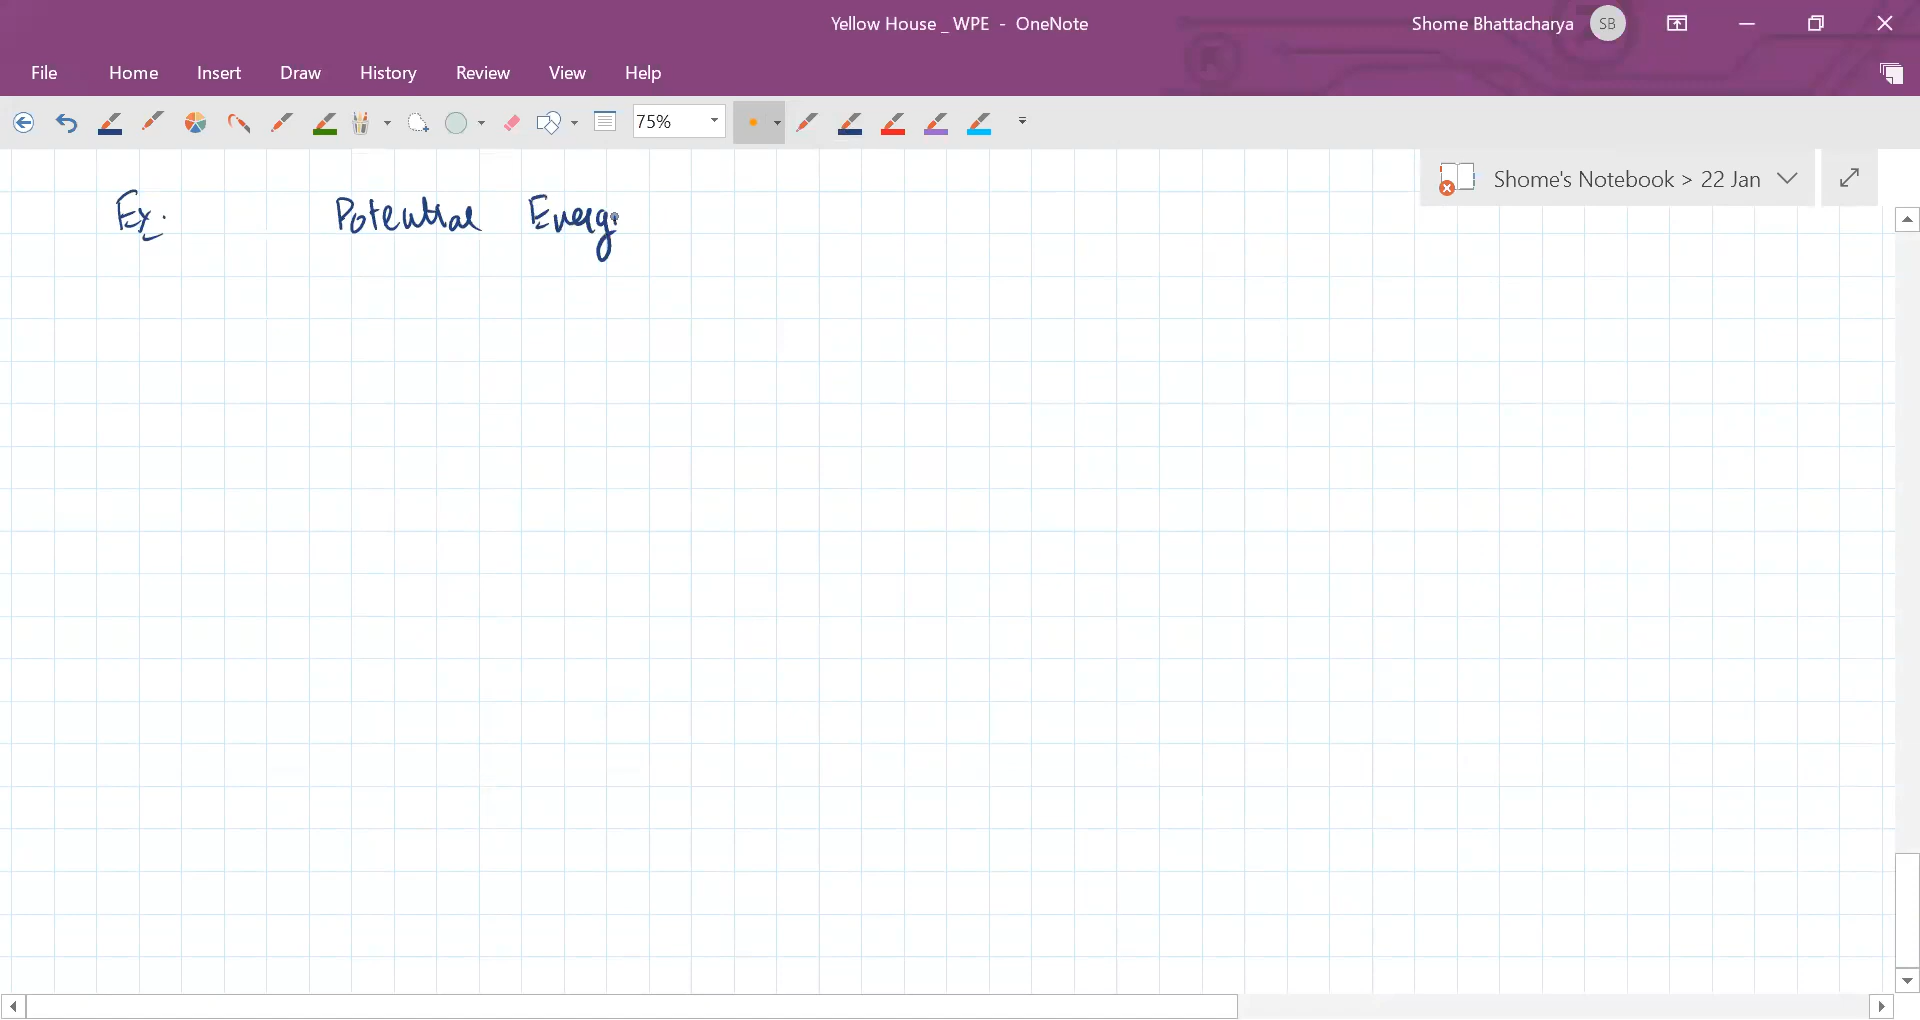 Yellow House _ WPE - OneNote
Shome Bhattacharya SB
File Home Insert Draw History Review View Help
75%
Shome's Notebook > 22 Jan
Ex. Potential Energ